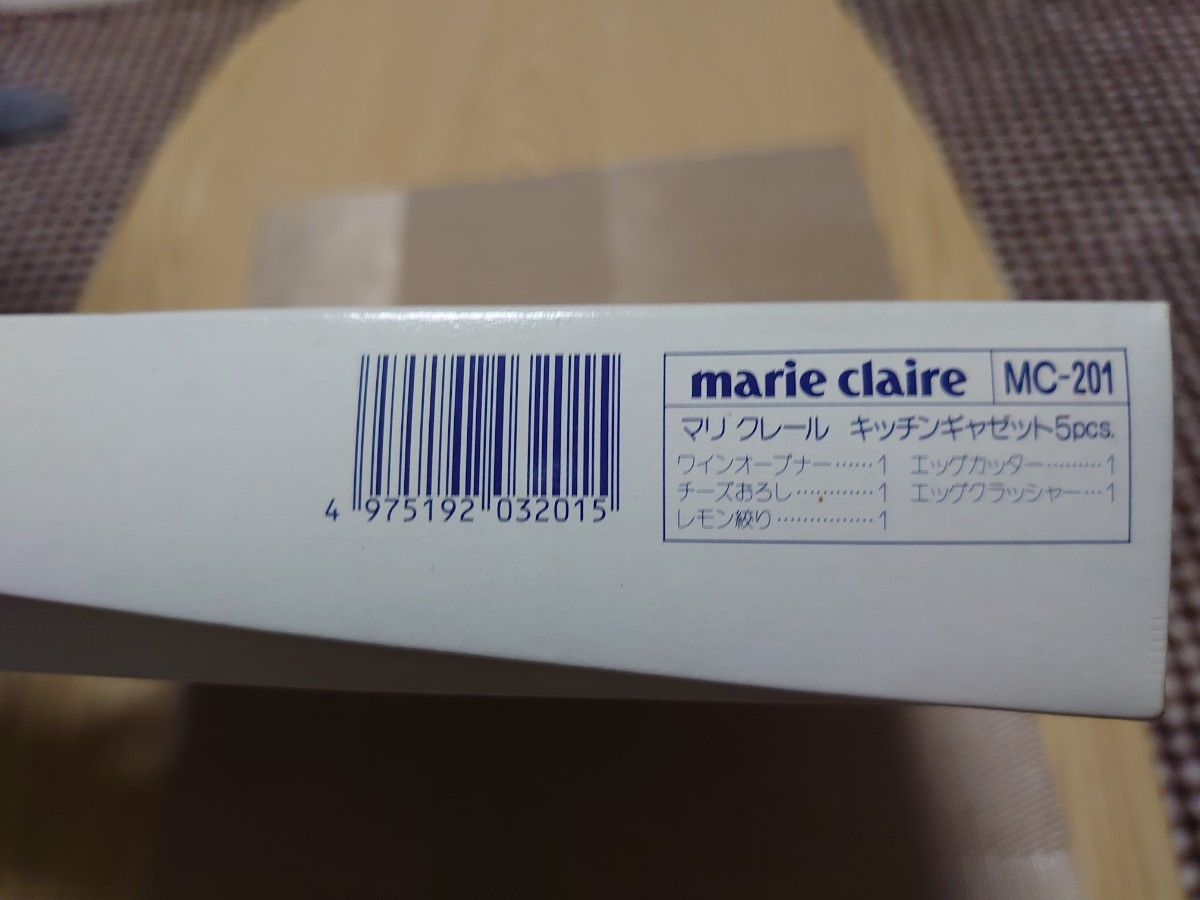 4 975192 032015
marie claire MC-201
マリ クレール キッチンギャゼット5pcs.
ワインオープナー……1 エッグカッター………1
チーズおろし…………1 エッグクラッシャー…1
レモン絞り……………1